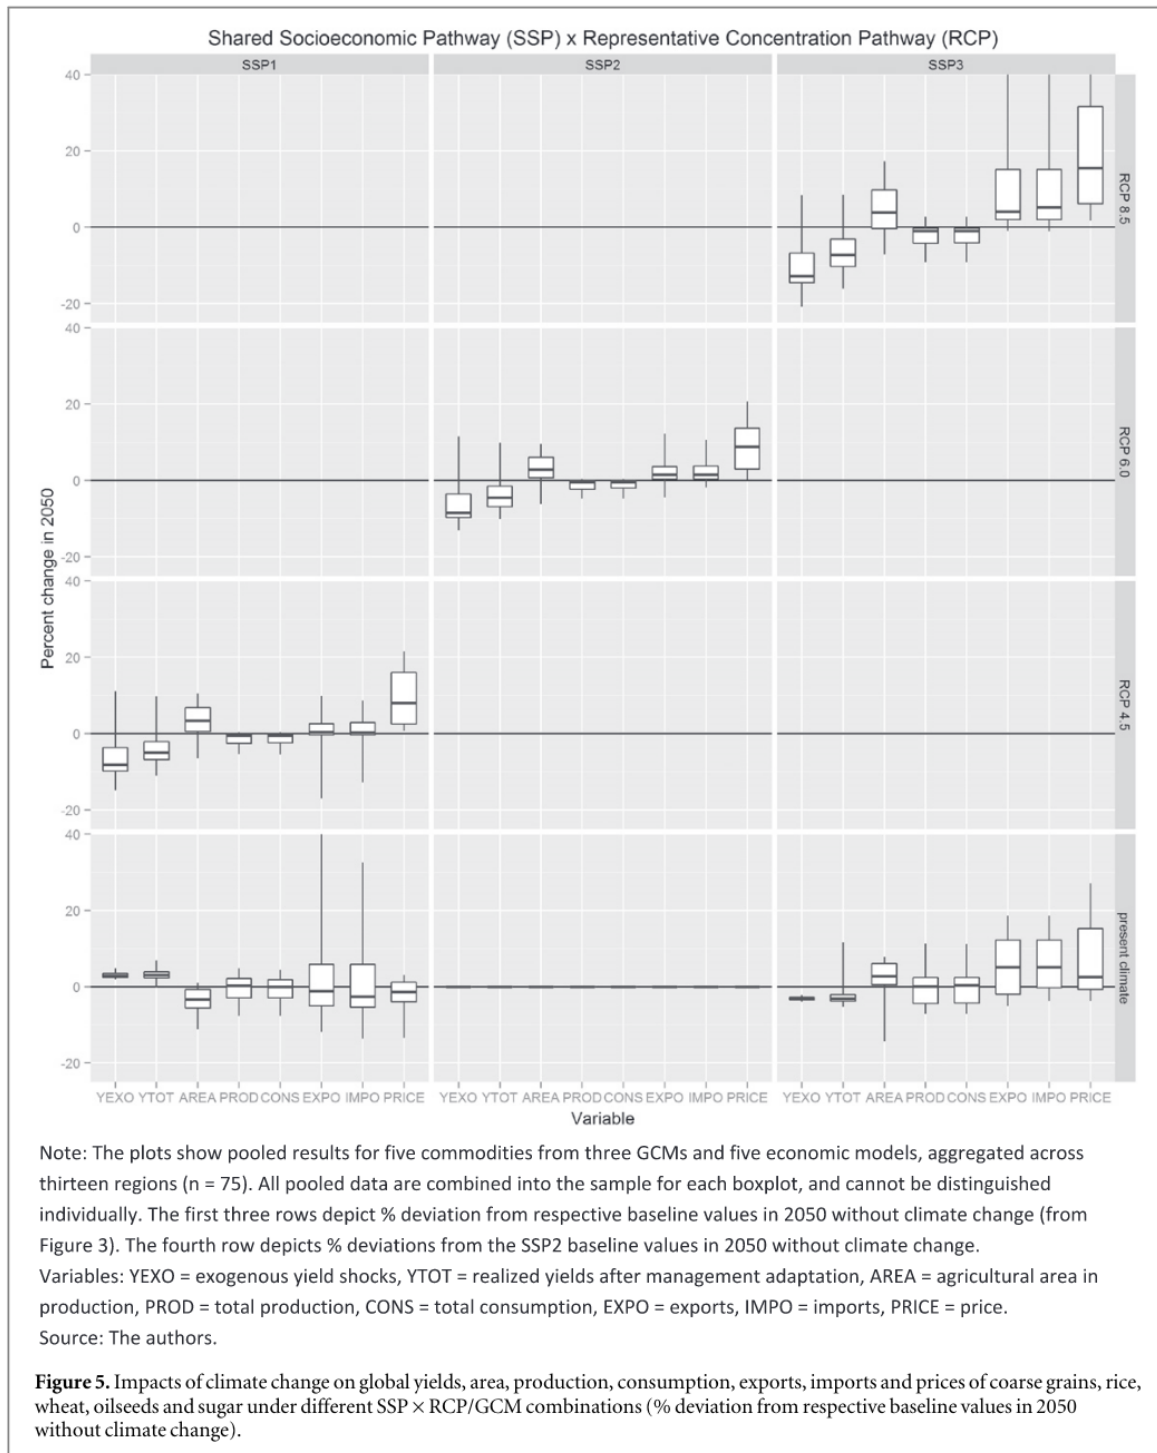 Shared Socioeconomic Pathway (SSP) x Representative Concentration Pathway (RCP)
SSP1 SSP2 SSP3
40
20
0
-20
RCP 8.5
40
20
0
-20
RCP 6.0
Percent change in 2050
40
20
0
-20
RCP 4.5
40
20
0
-20
present climate
YEXO YTOT AREA PROD CONS EXPO IMPO PRICE YEXO YTOT AREA PROD CONS EXPO IMPO PRICE YEXO YTOT AREA PROD CONS EXPO IMPO PRICE
Variable
Note: The plots show pooled results for five commodities from three GCMs and five economic models, aggregated across
thirteen regions (n = 75). All pooled data are combined into the sample for each boxplot, and cannot be distinguished
individually. The first three rows depict % deviation from respective baseline values in 2050 without climate change (from
Figure 3). The fourth row depicts % deviations from the SSP2 baseline values in 2050 without climate change.
Variables: YEXO = exogenous yield shocks, YTOT = realized yields after management adaptation, AREA = agricultural area in
production, PROD = total production, CONS = total consumption, EXPO = exports, IMPO = imports, PRICE = price.
Source: The authors.
Figure 5. Impacts of climate change on global yields, area, production, consumption, exports, imports and prices of coarse grains, rice,
wheat, oilseeds and sugar under different SSP × RCP/GCM combinations (% deviation from respective baseline values in 2050
without climate change).